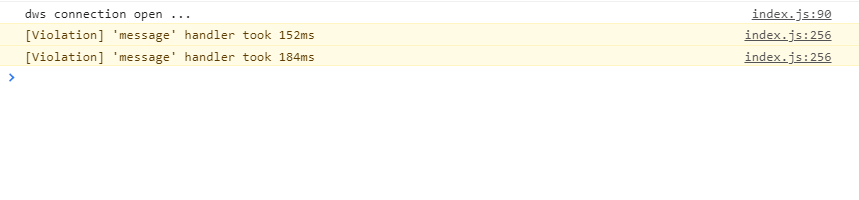 dws connection open ... index.js:90
[Violation] 'message' handler took 152ms index.js:256
[Violation] 'message' handler took 184ms index.js:256